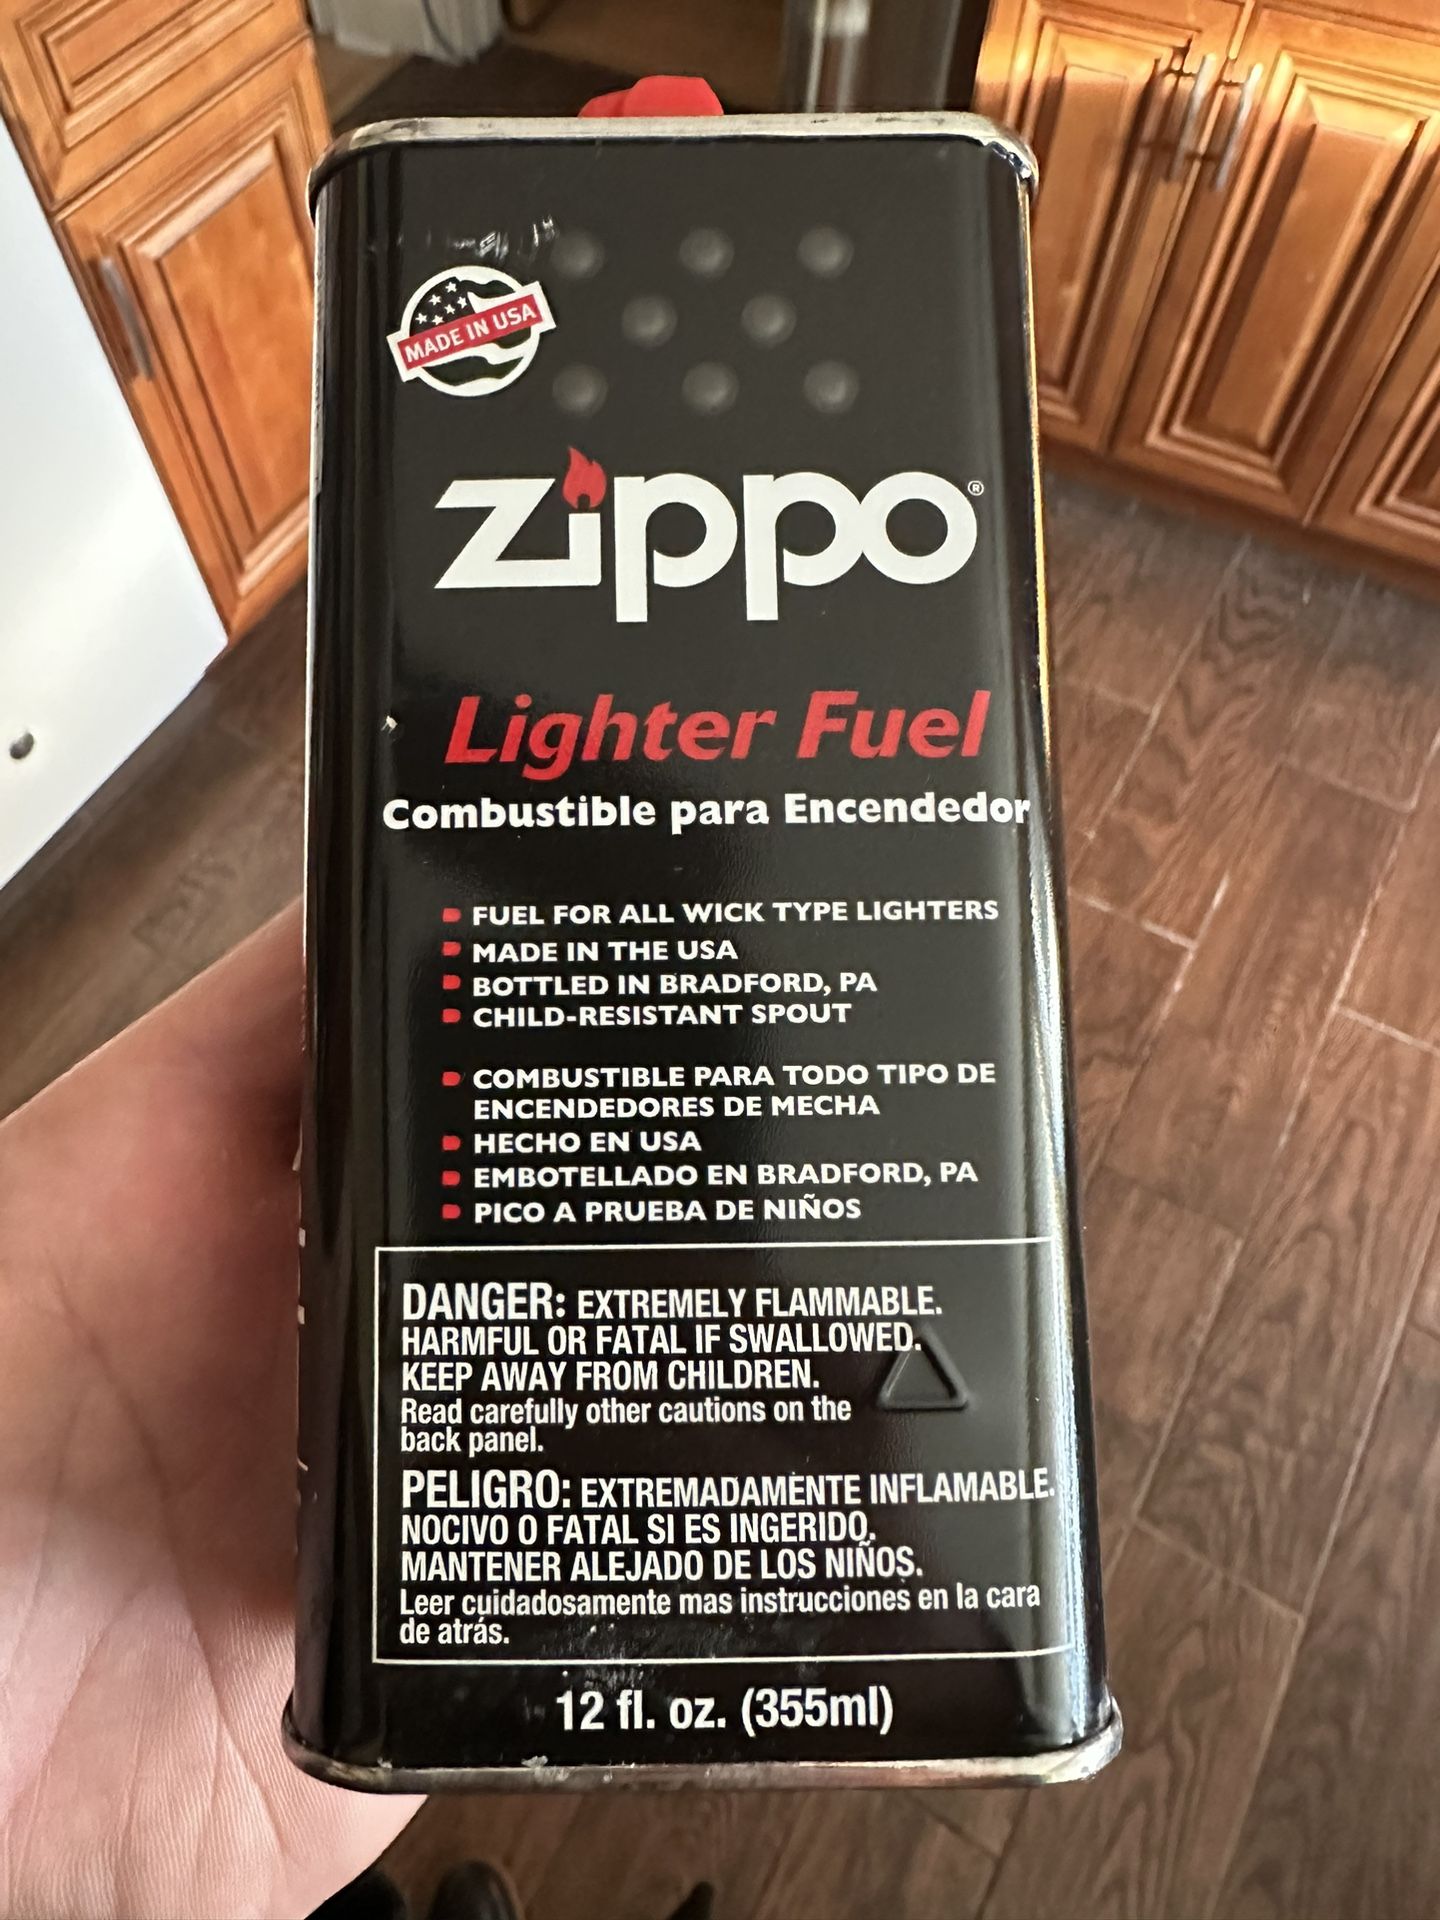 MADE IN USA
zippo®
Lighter Fuel
Combustible para Encendedor
FUEL FOR ALL WICK TYPE LIGHTERS
MADE IN THE USA
BOTTLED IN BRADFORD, PA
CHILD-RESISTANT SPOUT
COMBUSTIBLE PARA TODO TIPO DE
ENCENDEDORES DE MECHA
HECHO EN USA
EMBOTELLADO EN BRADFORD, PA
PICO A PRUEBA DE NIÑOS
DANGER: EXTREMELY FLAMMABLE.
HARMFUL OR FATAL IF SWALLOWED.
KEEP AWAY FROM CHILDREN.
Read carefully other cautions on the
back panel.
PELIGRO: EXTREMADAMENTE INFLAMABLE.
NOCIVO O FATAL SI ES INGERIDO.
MANTENER ALEJADO DE LOS NIÑOS.
Leer cuidadosamente mas instrucciones en la cara
de atrás.
12 fl. oz. (355ml)